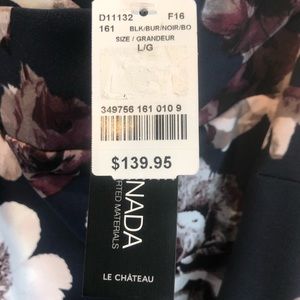 D11132 F16
161 BLK/BUR/NOIR/BO
SIZE / GRANDEUR
L/G
349756 161 010 9
$139.95
NADA
RTED MATERIALS
LE CHÂTEAU